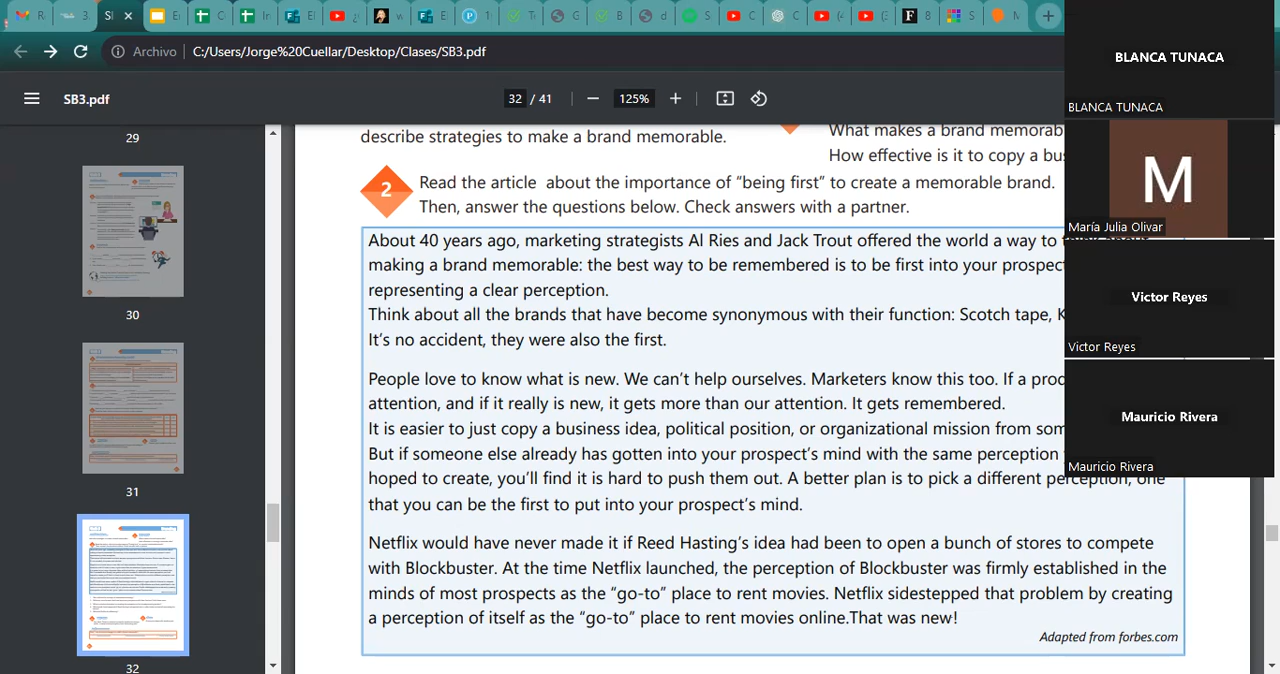 Archivo C:/Users/Jorge%20Cuellar/Desktop/Clases/SB3.pdf
SB3.pdf 32 / 41 125%
29
30
31
32
describe strategies to make a brand memorable.
What makes a brand memorab
How effective is it to copy a bu
2
Read the article about the importance of “being first” to create a memorable brand.
Then, answer the questions below. Check answers with a partner.
About 40 years ago, marketing strategists Al Ries and Jack Trout offered the world a way to
making a brand memorable: the best way to be remembered is to be first into your prospec
representing a clear perception.
Think about all the brands that have become synonymous with their function: Scotch tape, K
It’s no accident, they were also the first.
People love to know what is new. We can’t help ourselves. Marketers know this too. If a prod
attention, and if it really is new, it gets more than our attention. It gets remembered.
It is easier to just copy a business idea, political position, or organizational mission from som
But if someone else already has gotten into your prospect’s mind with the same perception
hoped to create, you’ll find it is hard to push them out. A better plan is to pick a different perception, one
that you can be the first to put into your prospect’s mind.
Netflix would have never made it if Reed Hasting’s idea had been to open a bunch of stores to compete
with Blockbuster. At the time Netflix launched, the perception of Blockbuster was firmly established in the
minds of most prospects as the “go-to” place to rent movies. Netflix sidestepped that problem by creating
a perception of itself as the “go-to” place to rent movies online.That was new!
Adapted from forbes.com
BLANCA TUNACA
BLANCA TUNACA
M
María Julia Olivar
Victor Reyes
Victor Reyes
Mauricio Rivera
Mauricio Rivera